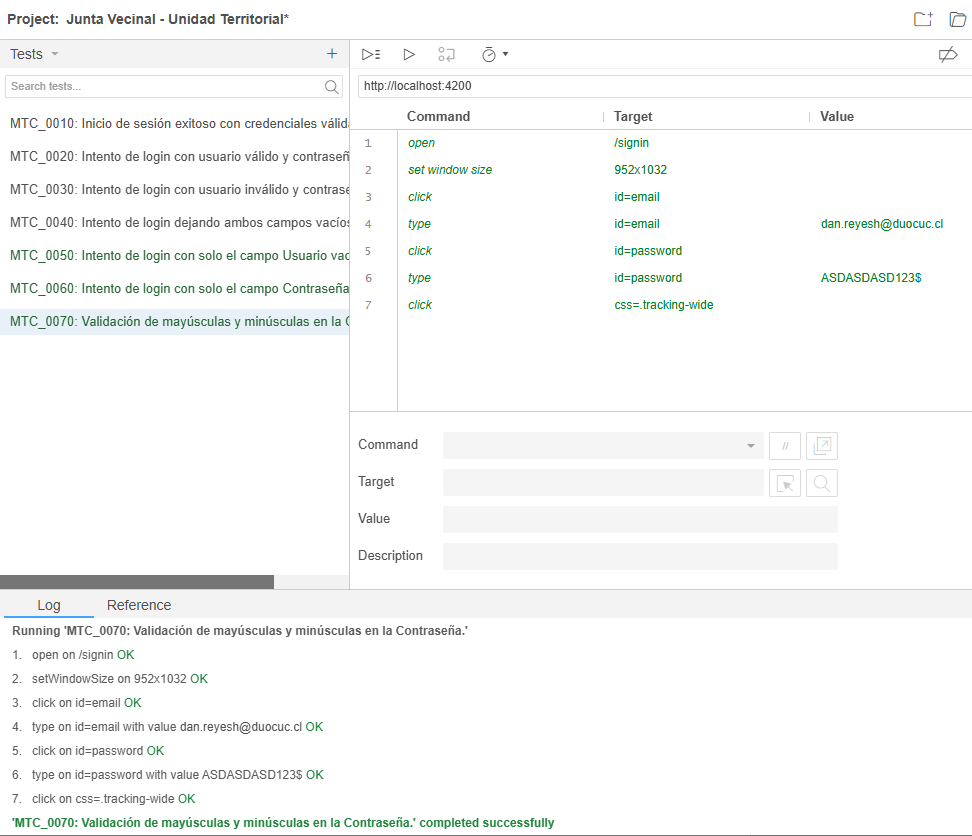 Project: Junta Vecinal - Unidad Territorial*
Tests
Search tests...
MTC_0010: Inicio de sesión exitoso con credenciales válid
MTC_0020: Intento de login con usuario válido y contraseñ
MTC_0030: Intento de login con usuario inválido y contrase
MTC_0040: Intento de login dejando ambos campos vacíos
MTC_0050: Intento de login con solo el campo Usuario vac
MTC_0060: Intento de login con solo el campo Contraseña
MTC_0070: Validación de mayúsculas y minúsculas en la C
http://localhost:4200
Command Target Value
1 open /signin
2 set window size 952x1032
3 click id=email
4 type id=email dan.reyesh@duocuc.cl
5 click id=password
6 type id=password ASDASDASD123$
7 click css=.tracking-wide
Command //
Target
Value
Description
Log Reference
Running 'MTC_0070: Validación de mayúsculas y minúsculas en la Contraseña.'
1. open on /signin OK
2. setWindowSize on 952x1032 OK
3. click on id=email OK
4. type on id=email with value dan.reyesh@duocuc.cl OK
5. click on id=password OK
6. type on id=password with value ASDASDASD123$ OK
7. click on css=.tracking-wide OK
'MTC_0070: Validación de mayúsculas y minúsculas en la Contraseña.' completed successfully